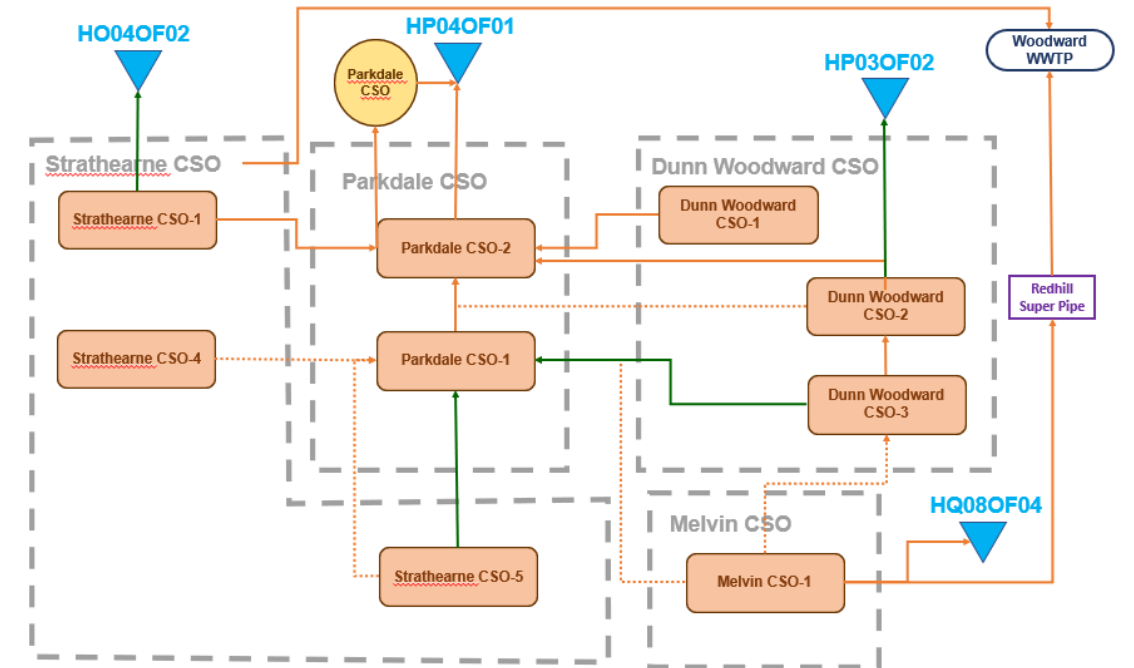 HO04OF02
HP04OF01
Woodward
WWTP
HP03OF02
Parkdale
CSO
Strathearne CSO
Parkdale CSO
Dunn Woodward CSO
Strathearne CSO-1
Dunn Woodward
CSO-1
Parkdale CSO-2
Dunn Woodward
CSO-2
Redhill
Super Pipe
Strathearne CSO-4
Parkdale CSO-1
Dunn Woodward
CSO-3
Melvin CSO
HQ08OF04
Strathearne CSO-5
Melvin CSO-1